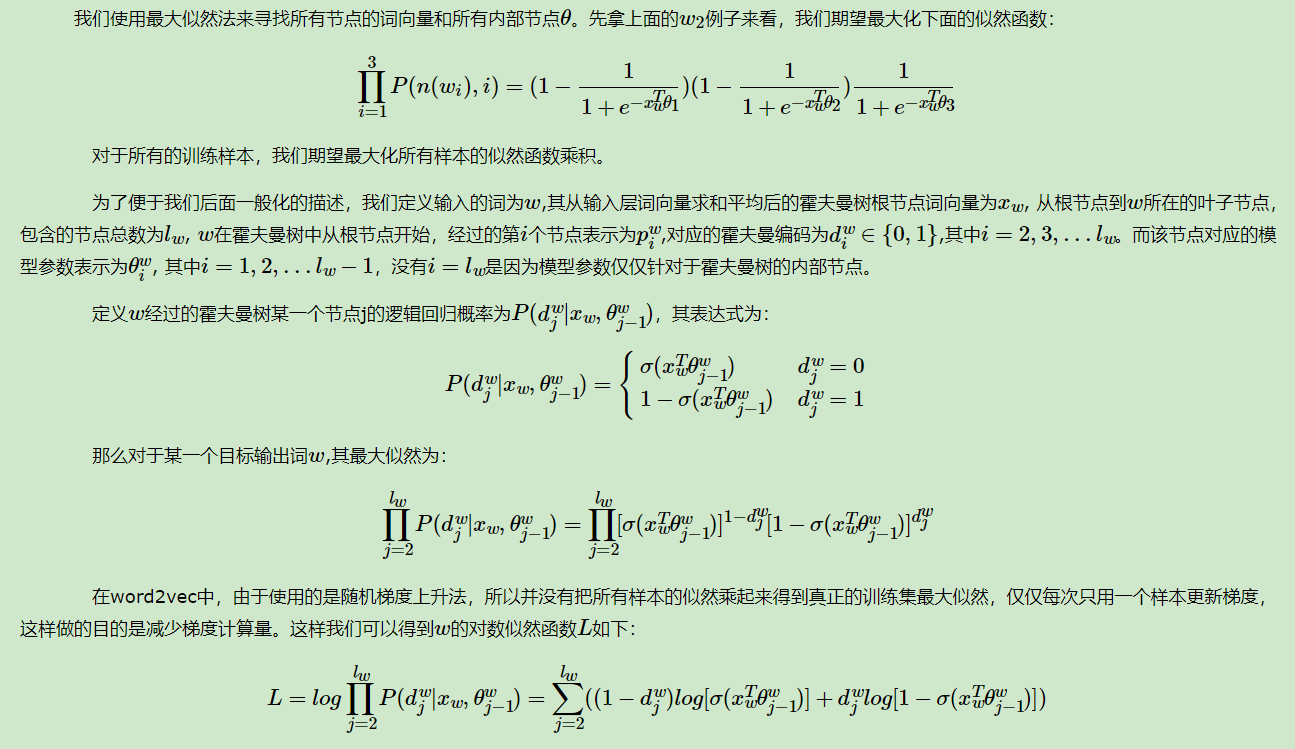 我们使用最大似然法来寻找所有节点的词向量和所有内部节点θ。先拿上面的w₂例子来看，我们期望最大化下面的似然函数：
$\prod_{i=1}^{3} P(n(w_i), i) = (1 - \frac{1}{1 + e^{-x_w^T\theta_1}})(1 - \frac{1}{1 + e^{-x_w^T\theta_2}})\frac{1}{1 + e^{-x_w^T\theta_3}}$
对于所有的训练样本，我们期望最大化所有样本的似然函数乘积。
为了便于我们后面一般化的描述，我们定义输入的词为$w$,其从输入层词向量求和平均后的霍夫曼树根节点词向量为$x_w$, 从根节点到$w$所在的叶子节点，
包含的节点总数为$l_w$, $w$在霍夫曼树中从根节点开始，经过的第$i$个节点表示为$p_i^w$,对应的霍夫曼编码为$d_i^w \in \{0, 1\}$,其中$i = 2, 3, \ldots l_w$。而该节点对应的模
型参数表示为$\theta_i^w$, 其中$i = 1, 2, \ldots l_w - 1$，没有$i = l_w$是因为模型参数仅仅针对于霍夫曼树的内部节点。
定义$w$经过的霍夫曼树某一个节点j的逻辑回归概率为$P(d_j^w|x_w, \theta_{j-1}^w)$，其表达式为：
$P(d_j^w|x_w, \theta_{j-1}^w) = \begin{cases} \sigma(x_w^T\theta_{j-1}^w) & d_j^w = 0 \\ 1 - \sigma(x_w^T\theta_{j-1}^w) & d_j^w = 1 \end{cases}$
那么对于某一个目标输出词$w$,其最大似然为：
$\prod_{j=2}^{l_w} P(d_j^w|x_w, \theta_{j-1}^w) = \prod_{j=2}^{l_w} [\sigma(x_w^T\theta_{j-1}^w)]^{1-d_j^w}[1 - \sigma(x_w^T\theta_{j-1}^w)]^{d_j^w}$
在word2vec中，由于使用的是随机梯度上升法，所以并没有把所有样本的似然乘起来得到真正的训练集最大似然，仅仅每次只用一个样本更新梯度，
这样做的目的是减少梯度计算量。这样我们可以得到$w$的对数似然函数$L$如下：
$L = log \prod_{j=2}^{l_w} P(d_j^w|x_w, \theta_{j-1}^w) = \sum_{j=2}^{l_w} ((1 - d_j^w)log[\sigma(x_w^T\theta_{j-1}^w)] + d_j^w log[1 - \sigma(x_w^T\theta_{j-1}^w)])$